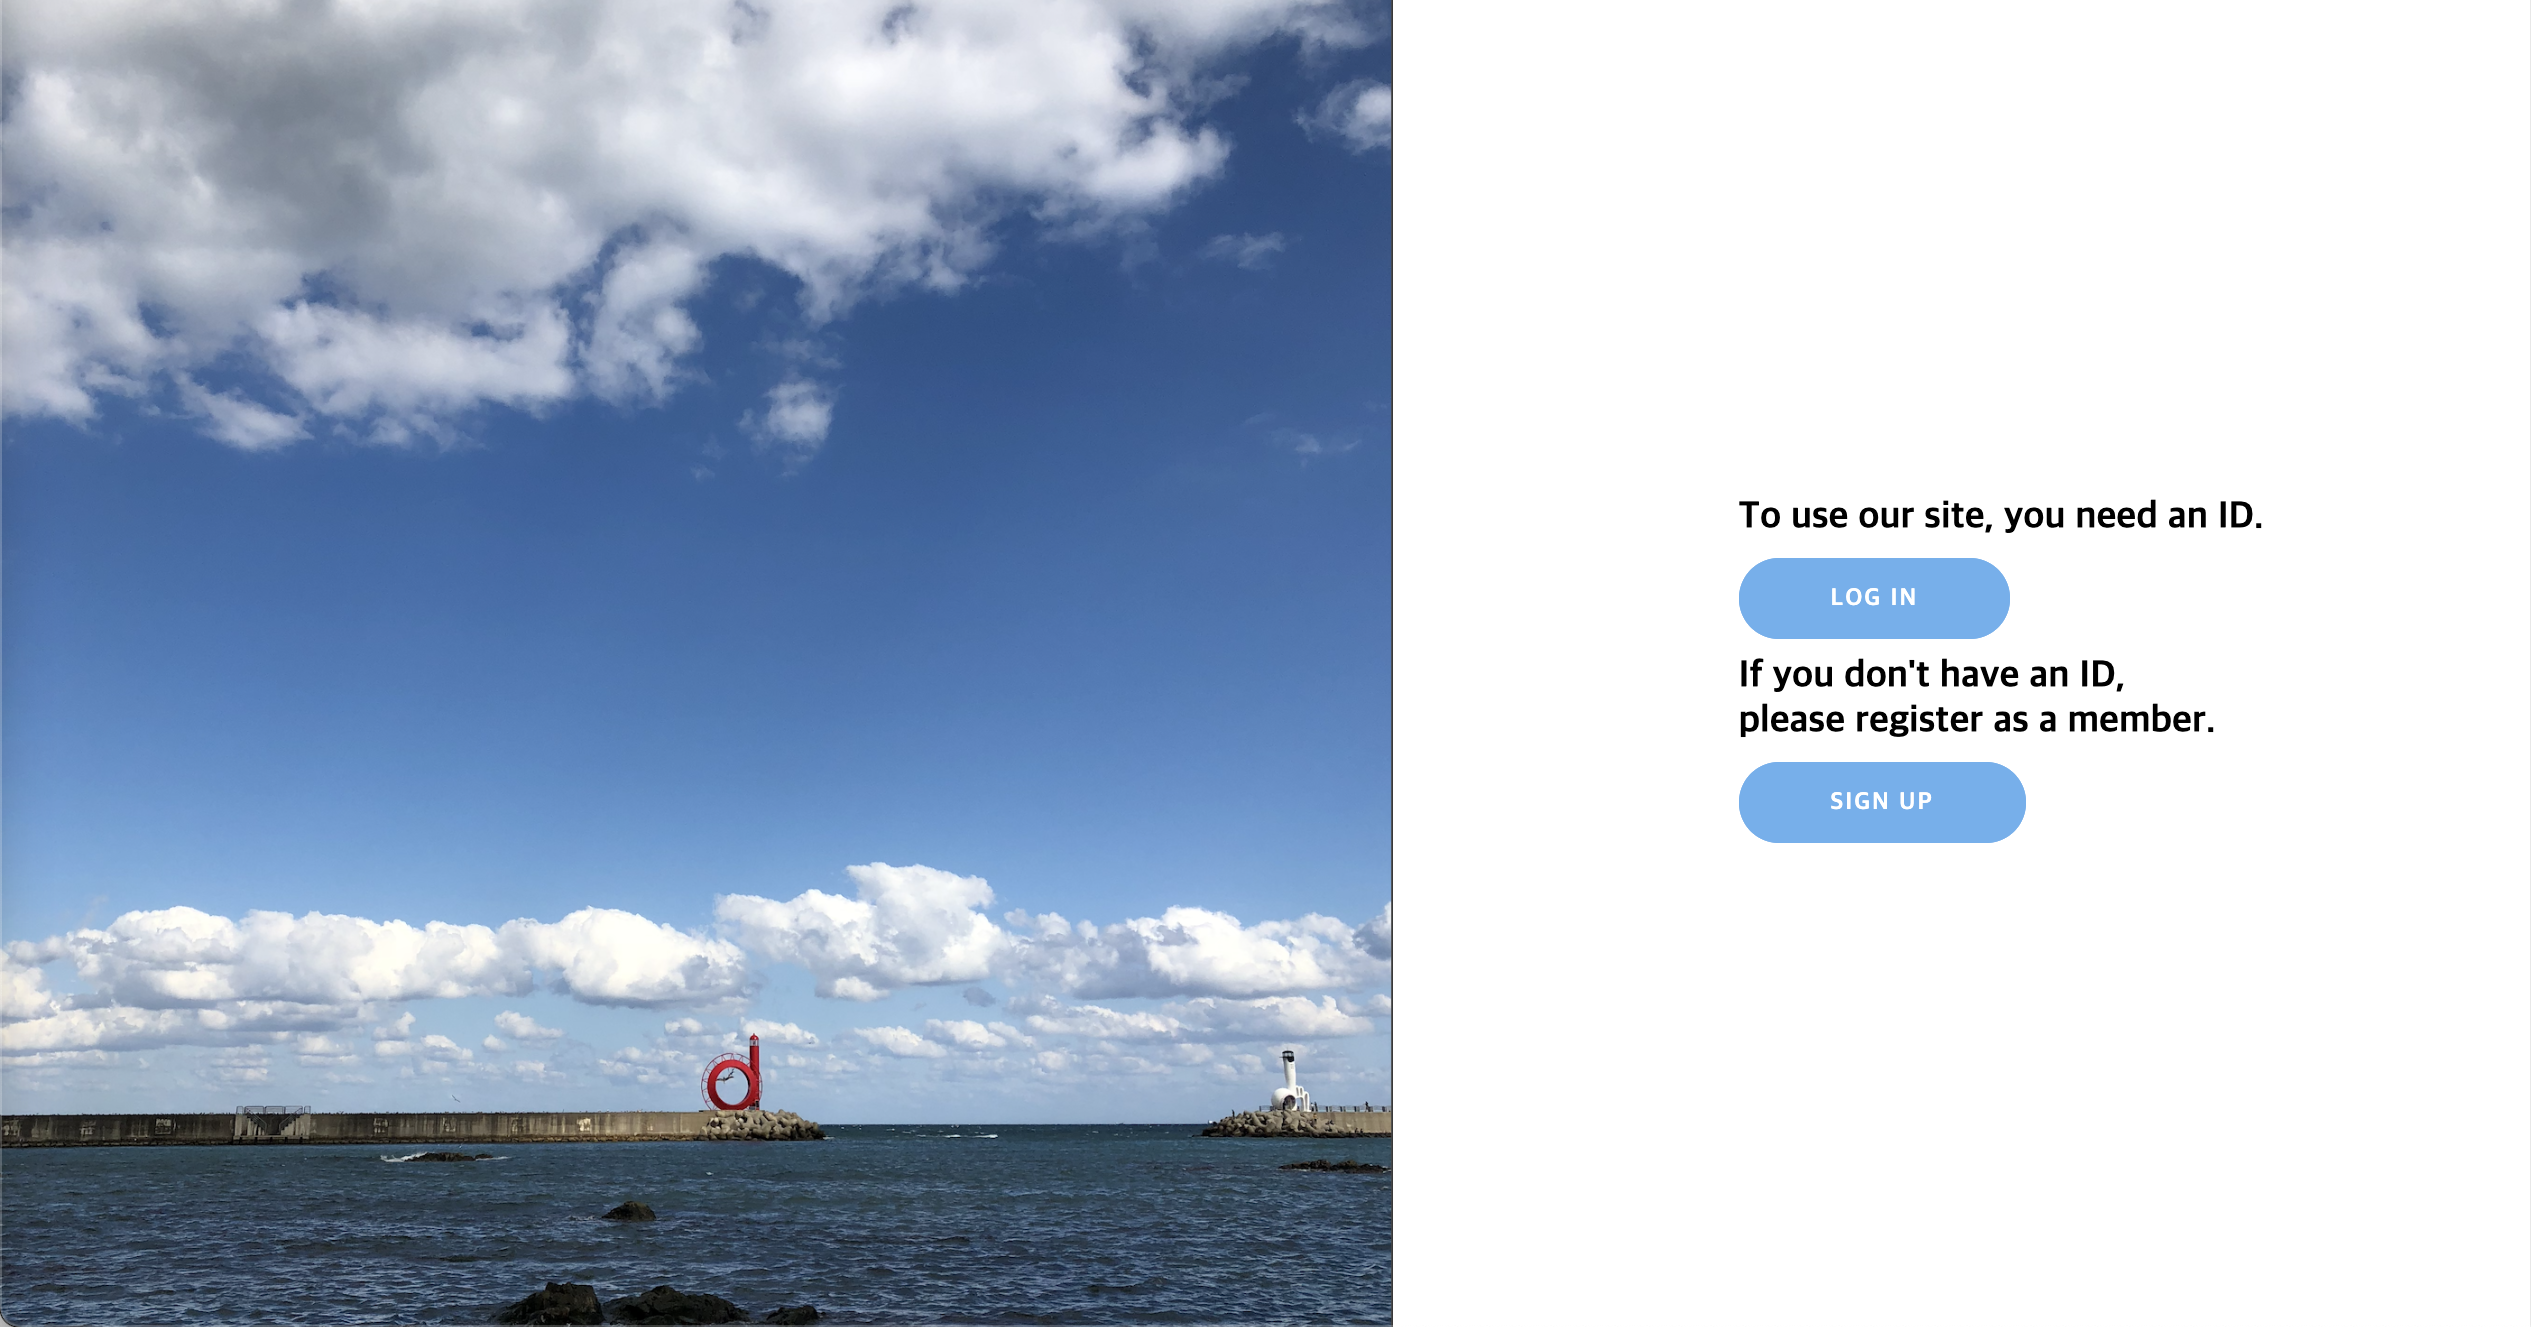 To use our site, you need an ID.
LOG IN
If you don't have an ID,
please register as a member.
SIGN UP